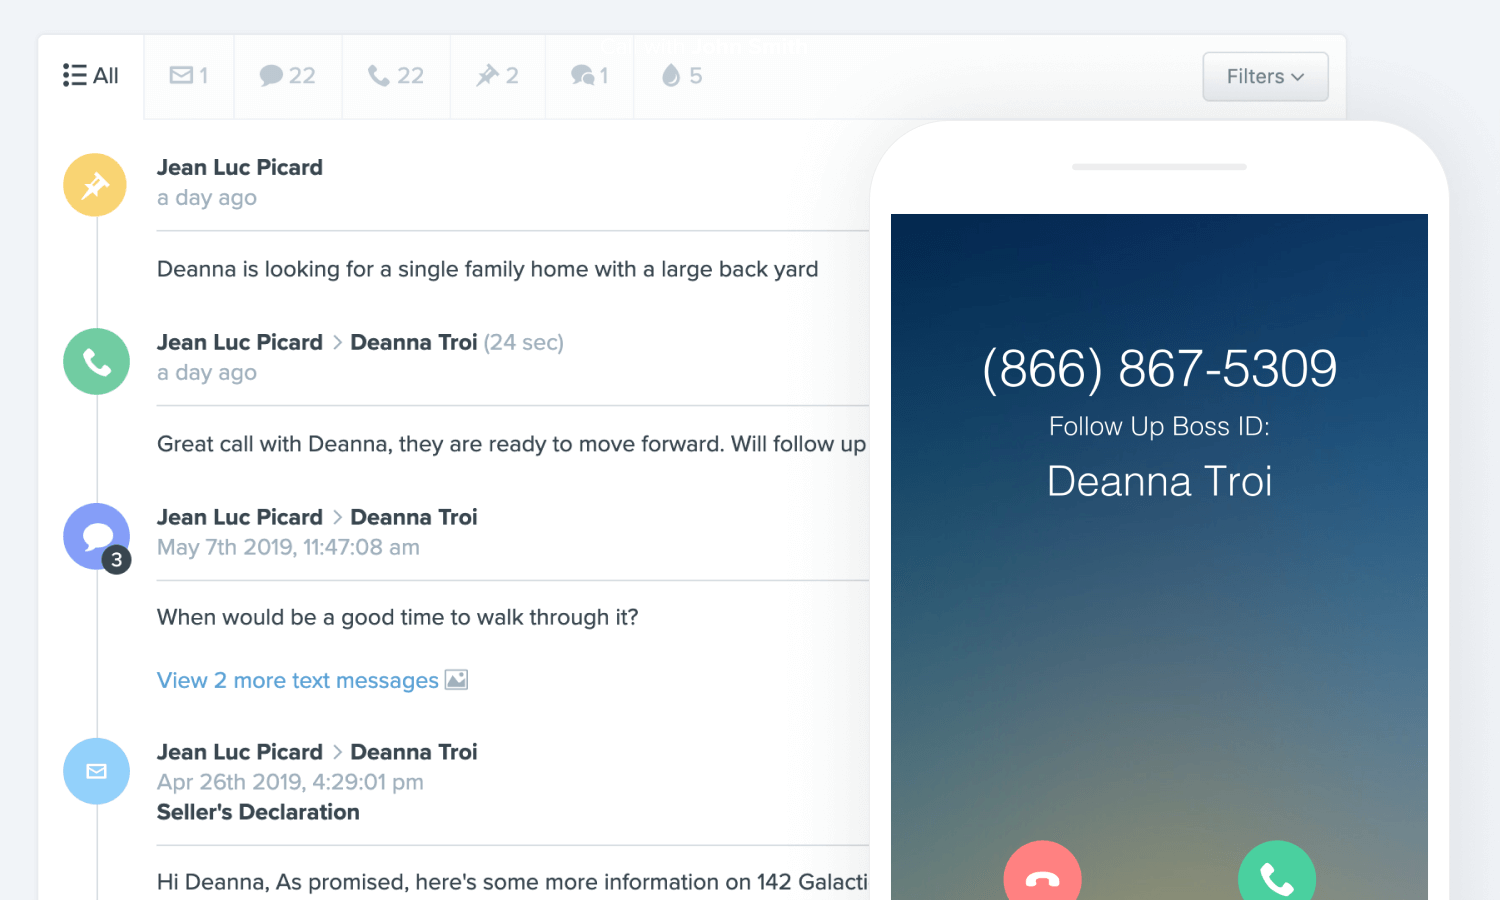 All
1
22
22
2
1
5
Filters
Jean Luc Picard
a day ago
Deanna is looking for a single family home with a large back yard
Jean Luc Picard > Deanna Troi (24 sec)
a day ago
Great call with Deanna, they are ready to move forward. Will follow up
Jean Luc Picard > Deanna Troi
May 7th 2019, 11:47:08 am
3
When would be a good time to walk through it?
View 2 more text messages
Jean Luc Picard > Deanna Troi
Apr 26th 2019, 4:29:01 pm
Seller's Declaration
Hi Deanna, As promised, here's some more information on 142 Galacti
(866) 867-5309
Follow Up Boss ID:
Deanna Troi